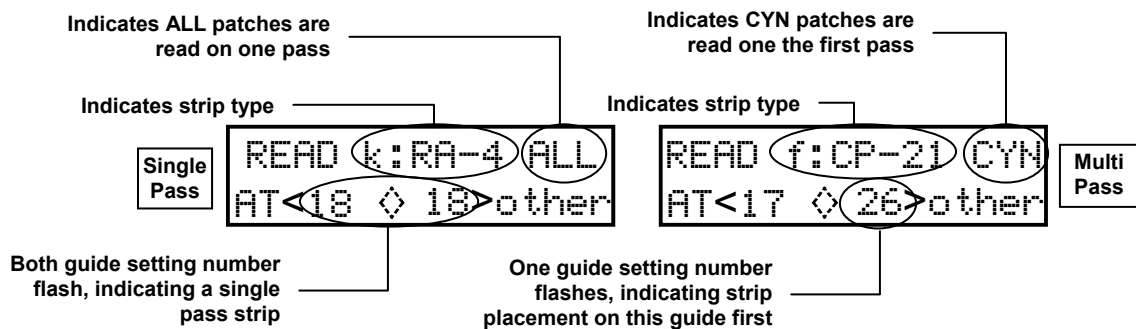 Indicates ALL patches are
read on one pass
Indicates strip type
Single
Pass
READ k:RA-4 ALL
AT<18 ◊ 18>other
Both guide setting number
flash, indicating a single
pass strip
Indicates CYN patches are
read one the first pass
Indicates strip type
READ f:CP-21 CYN
AT<17 ◊ 26>other
Multi
Pass
One guide setting number
flashes, indicating strip
placement on this guide first